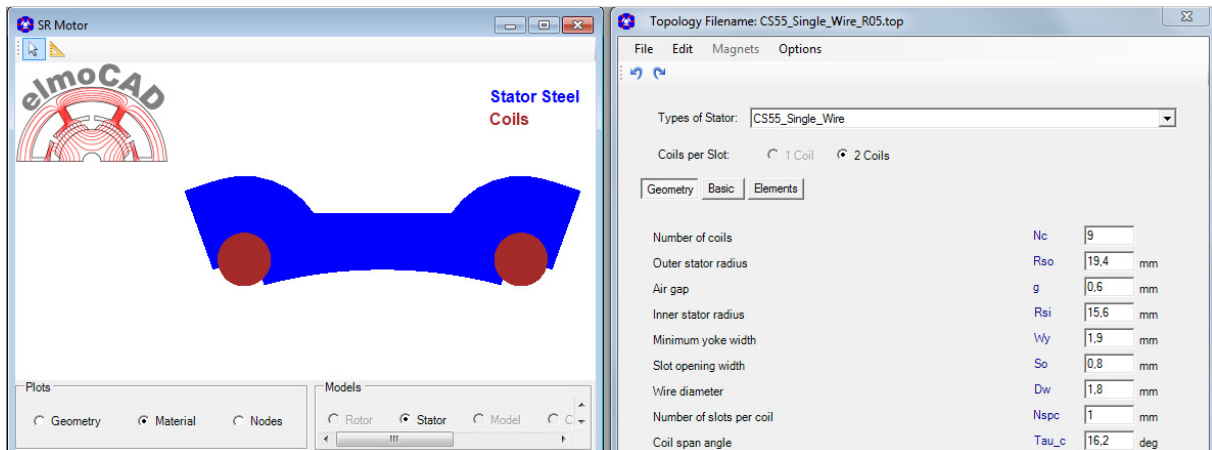 SR Motor
elmoCAD
Stator Steel
Coils
Plots
Geometry
Material
Nodes
Models
Rotor
Stator
Model
C
Topology Filename: CS55_Single_Wire_R05.top
File Edit Magnets Options
Types of Stator: CS55_Single_Wire
Coils per Slot: 1 Coil 2 Coils
Geometry Basic Elements
Number of coils Nc 9
Outer stator radius Rso 19,4 mm
Air gap g 0,6 mm
Inner stator radius Rsi 15,6 mm
Minimum yoke width Wy 1,9 mm
Slot opening width So 0,8 mm
Wire diameter Dw 1,8 mm
Number of slots per coil Nspc 1 mm
Coil span angle Tau_c 16,2 deg